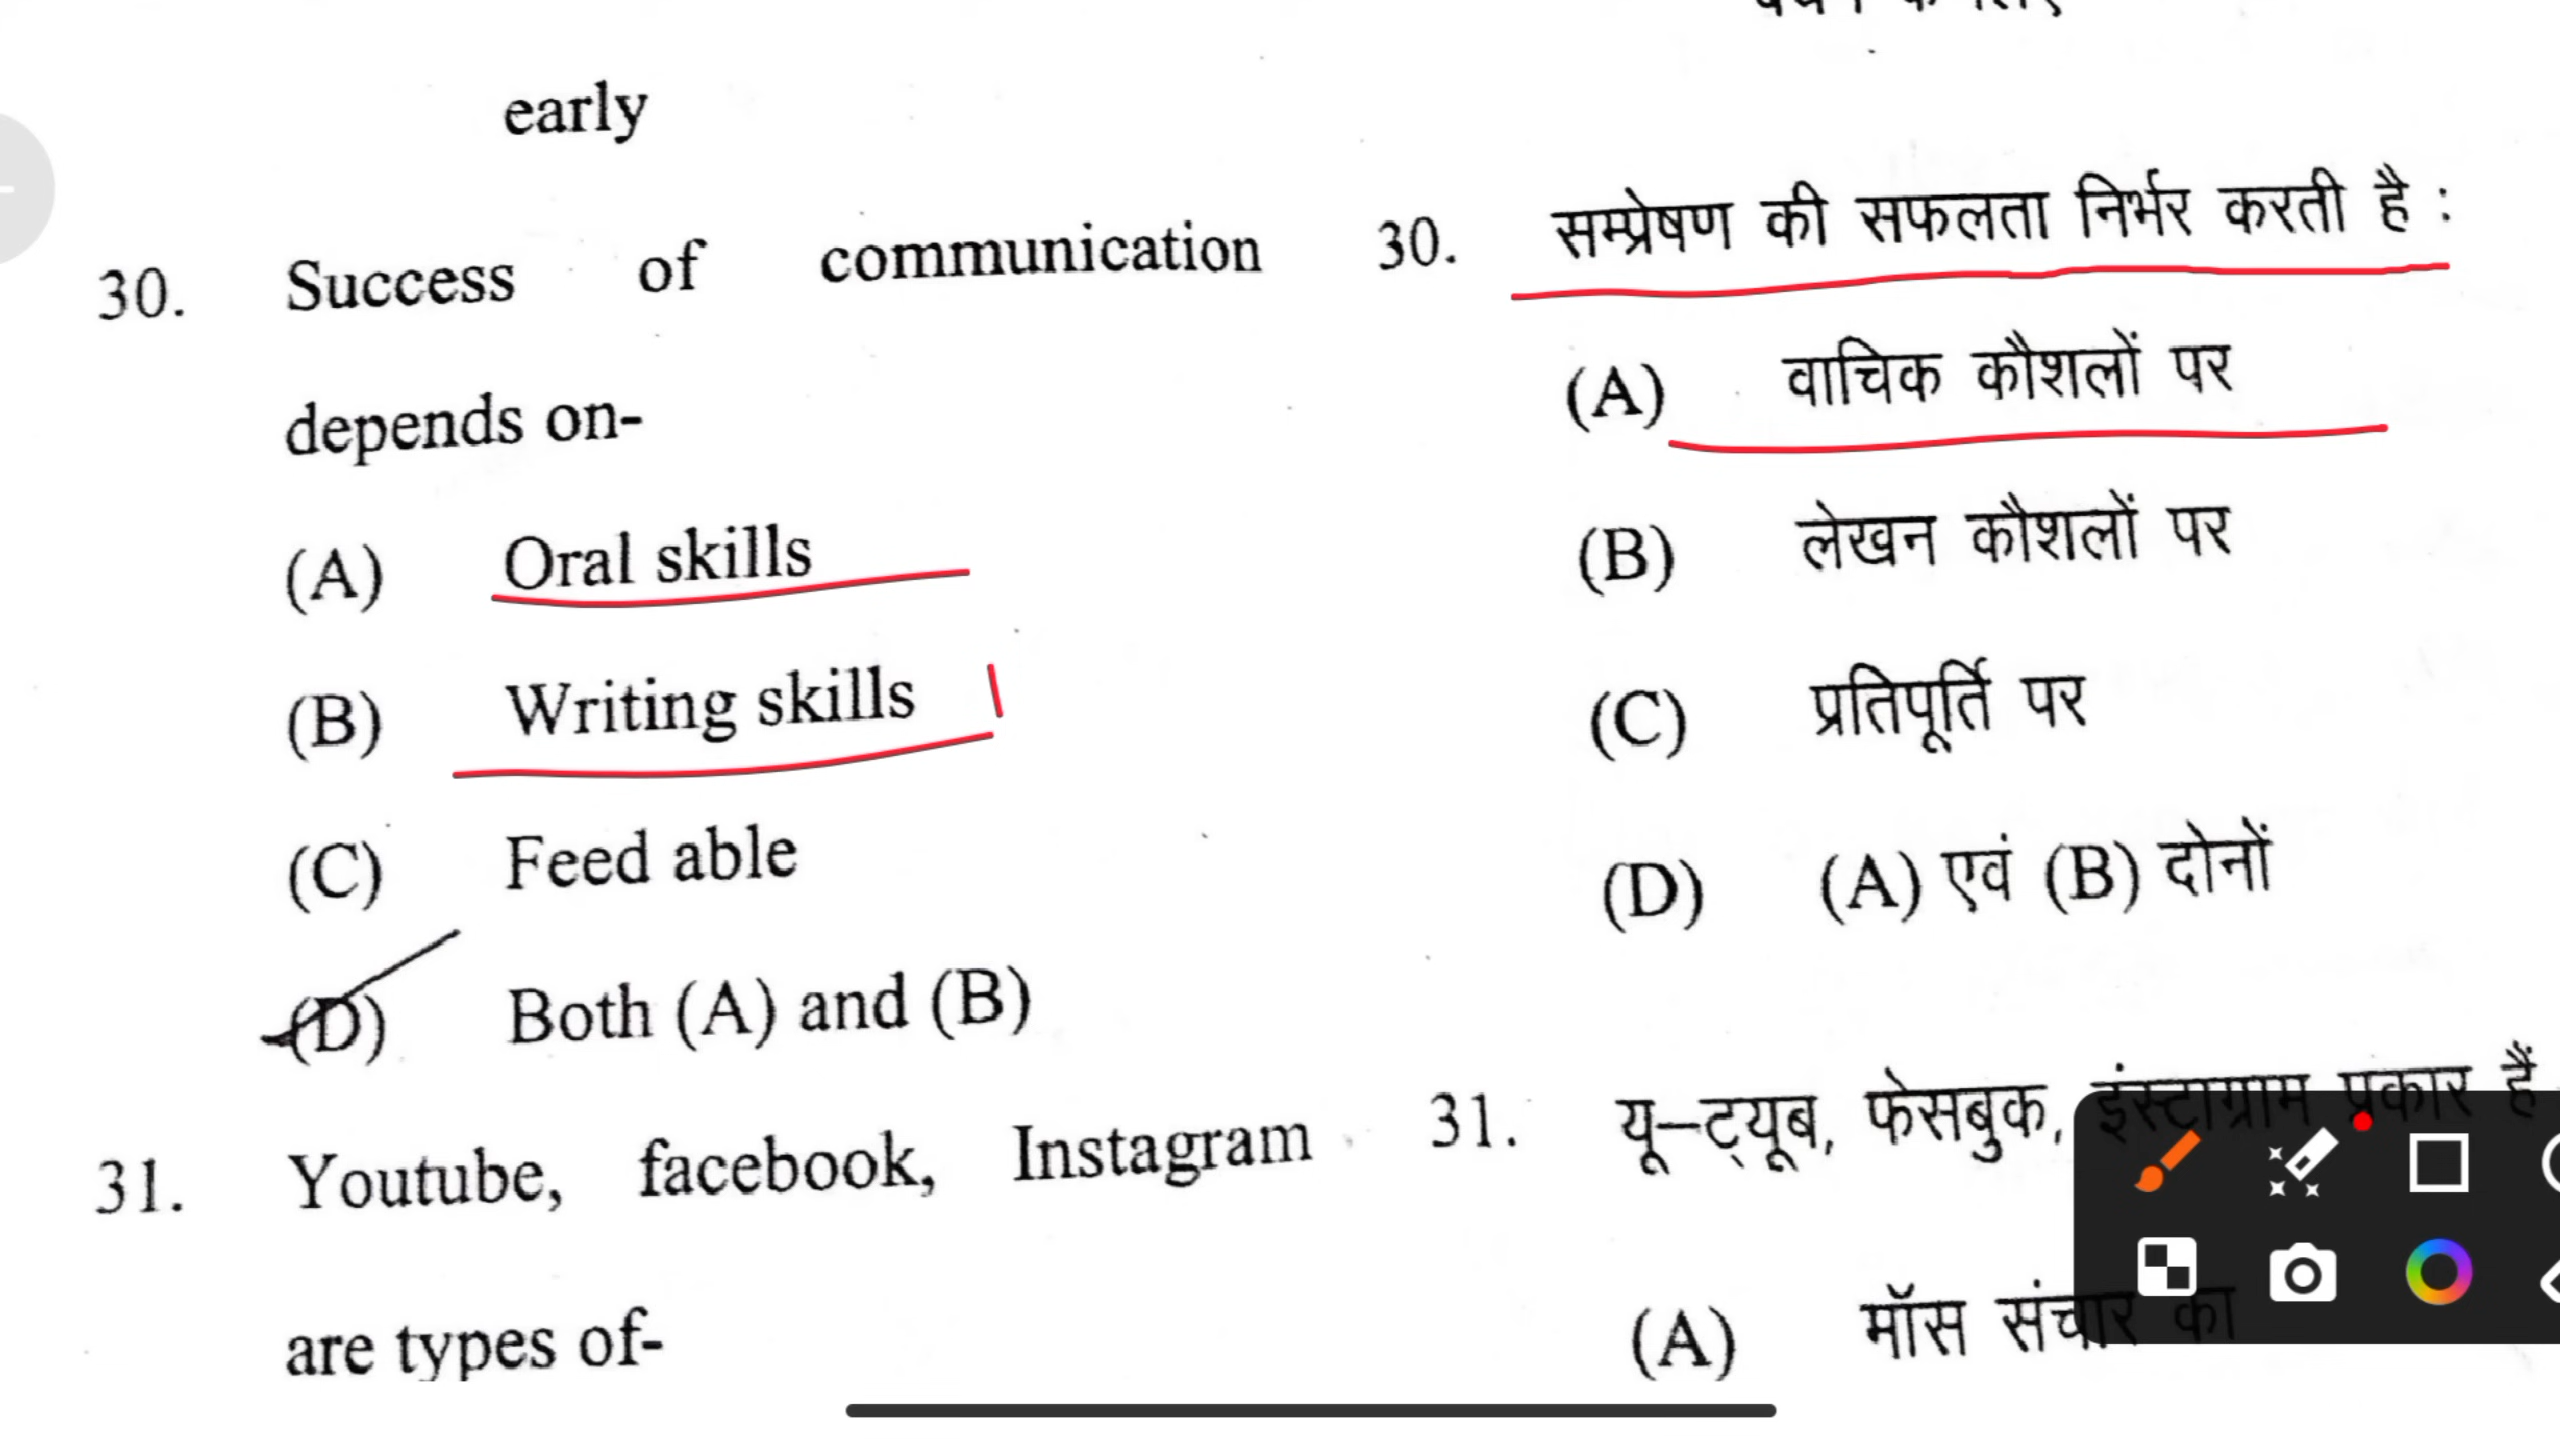 early
30. Success of communication
depends on-
(A) Oral skills
(B) Writing skills
(C) Feed able
(D) Both (A) and (B)
31. Youtube, facebook, Instagram
are types of-
30. सम्प्रेषण की सफलता निर्भर करती है :
(A) वाचिक कौशलों पर
(B) लेखन कौशलों पर
(C) प्रतिपूर्ति पर
(D) (A) एवं (B) दोनों
31. यू–ट्यूब, फेसबुक, इंस्टाग्राम प्रकार हैं
(A) मॉस संचार का